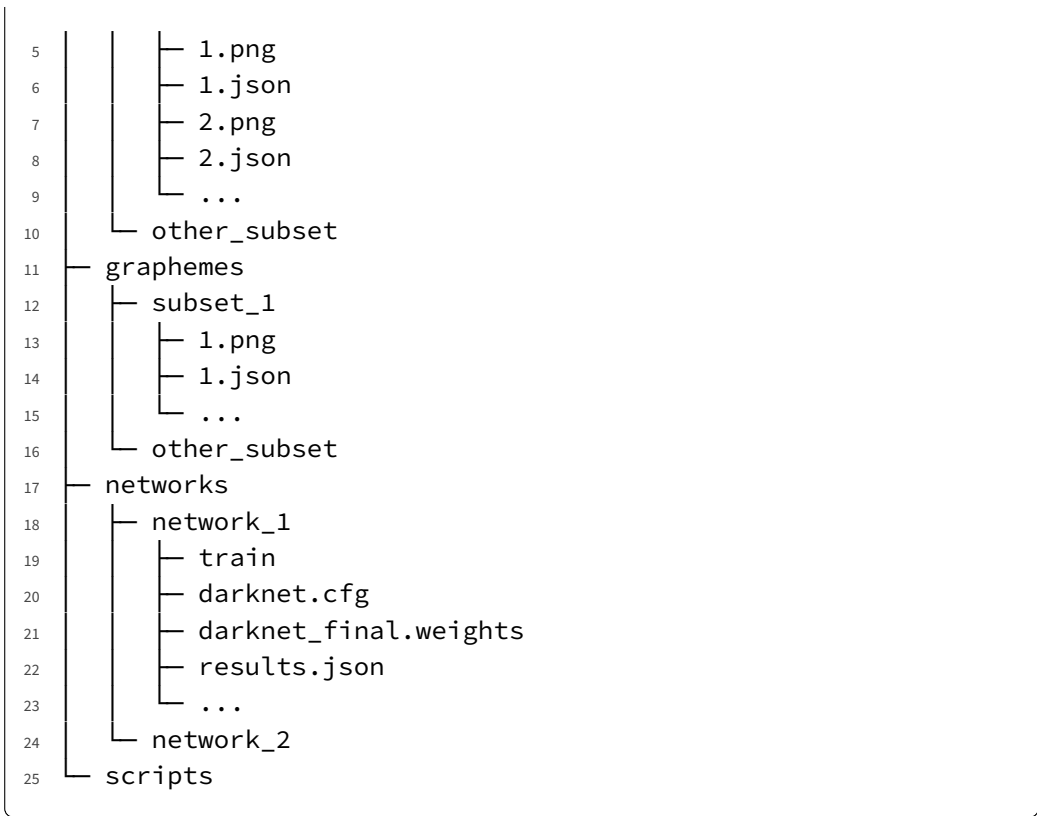 5 │   │   ├─ 1.png
6 │   │   ├─ 1.json
7 │   │   ├─ 2.png
8 │   │   ├─ 2.json
9 │   │   └─ ...
10 │   └─ other_subset
11 ├─ graphemes
12 │   ├─ subset_1
13 │   │   ├─ 1.png
14 │   │   ├─ 1.json
15 │   │   └─ ...
16 │   └─ other_subset
17 ├─ networks
18 │   ├─ network_1
19 │   │   ├─ train
20 │   │   ├─ darknet.cfg
21 │   │   ├─ darknet_final.weights
22 │   │   ├─ results.json
23 │   │   └─ ...
24 │   └─ network_2
25 └─ scripts